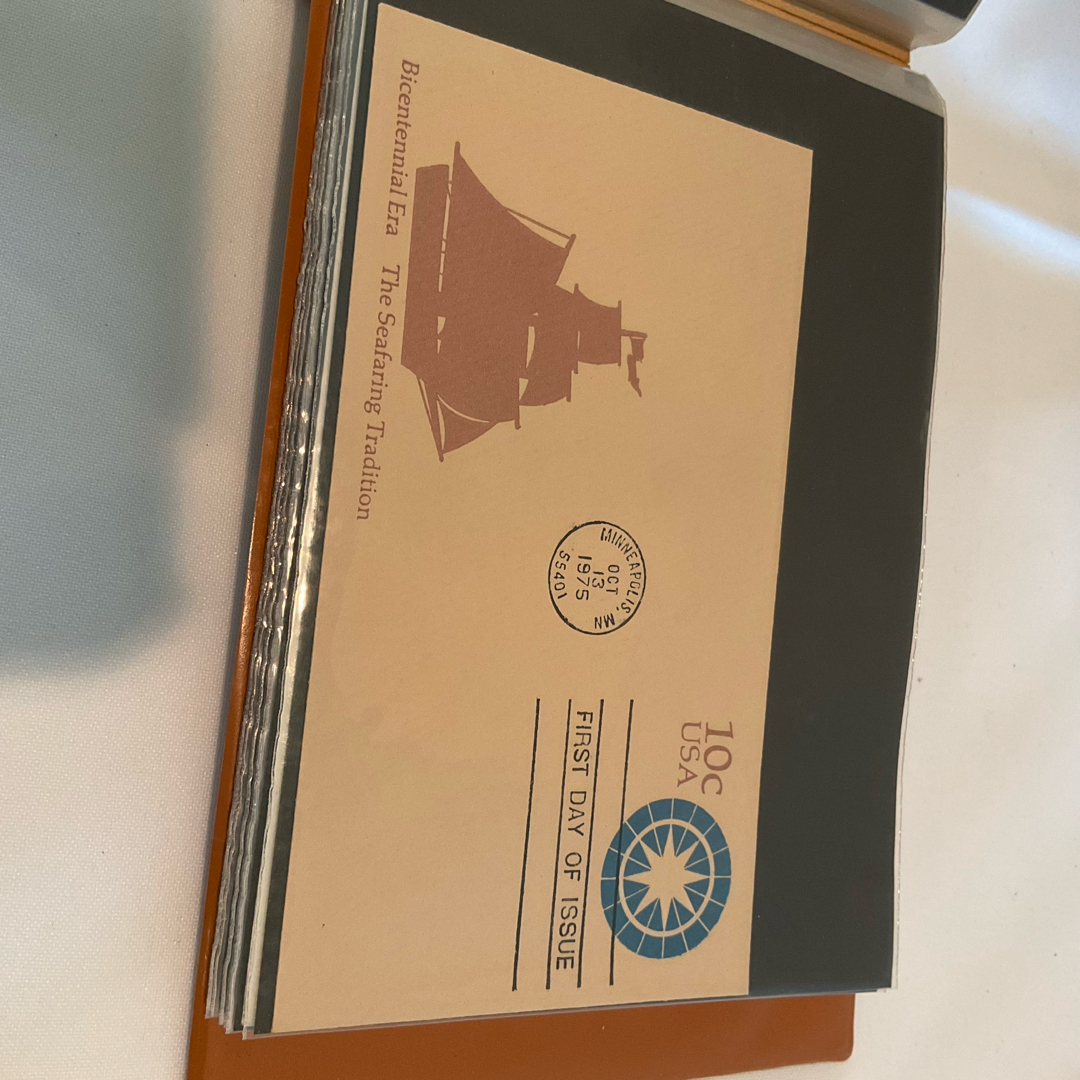 10c
USA
MINNEAPOLIS, MN
OCT
13
1975
55401
FIRST DAY OF ISSUE
Bicentennial Era The Seafaring Tradition